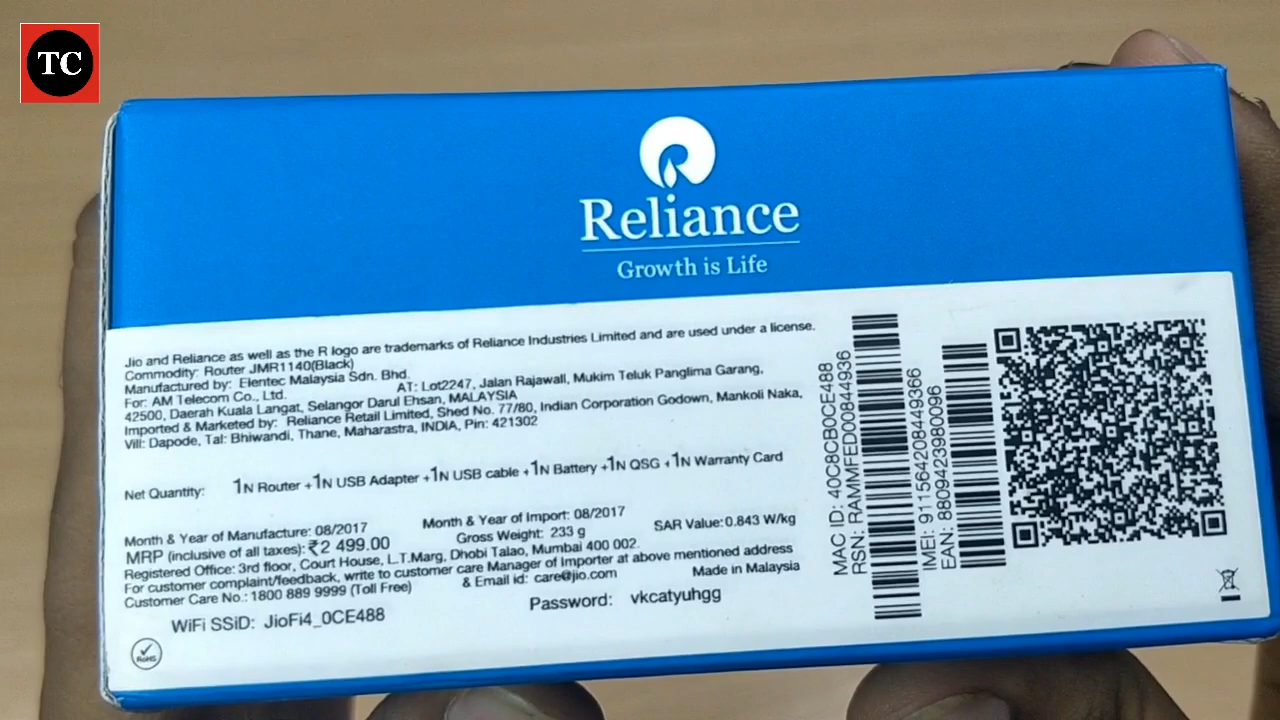 TC
Reliance
Growth is Life
Jio and Reliance as well as the R logo are trademarks of Reliance Industries Limited and are used under a license.
Commodity: Router JMR1140(Black)
Manufactured by: Elentec Malaysia Sdn. Bhd.
AT: Lot2247, Jalan Rajawali, Mukim Teluk Panglima Garang,
For: AM Telecom Co., Ltd.
42500, Daerah Kuala Langat, Selangor Darul Ehsan, MALAYSIA
Imported & Marketed by: Reliance Retail Limited, Shed No. 77/80, Indian Corporation Godown, Mankoli Naka,
Vill: Dapode, Tal: Bhiwandi, Thane, Maharastra, INDIA, Pin: 421302
Net Quantity: 1N Router +1N USB Adapter +1N USB cable +1N Battery +1N QSG +1N Warranty Card
Month & Year of Manufacture: 08/2017 Month & Year of Import: 08/2017
MRP (inclusive of all taxes): ₹2 499.00 Gross Weight: 233 g SAR Value: 0.843 W/kg
Registered Office: 3rd floor, Court House, L.T.Marg, Dhobi Talao, Mumbai 400 002.
For customer complaint/feedback, write to customer care Manager of Importer at above mentioned address
Customer Care No.: 1800 889 9999 (Toll Free) & Email id: care@jio.com Made in Malaysia
WiFi SSiD: JioFi4_0CE488 Password: vkcatyuhgg
RoHS
MAC ID: 40C8CB0CE488
RSN: RAMMFED00844936
IMEI: 911564208449366
EAN: 8809423980096